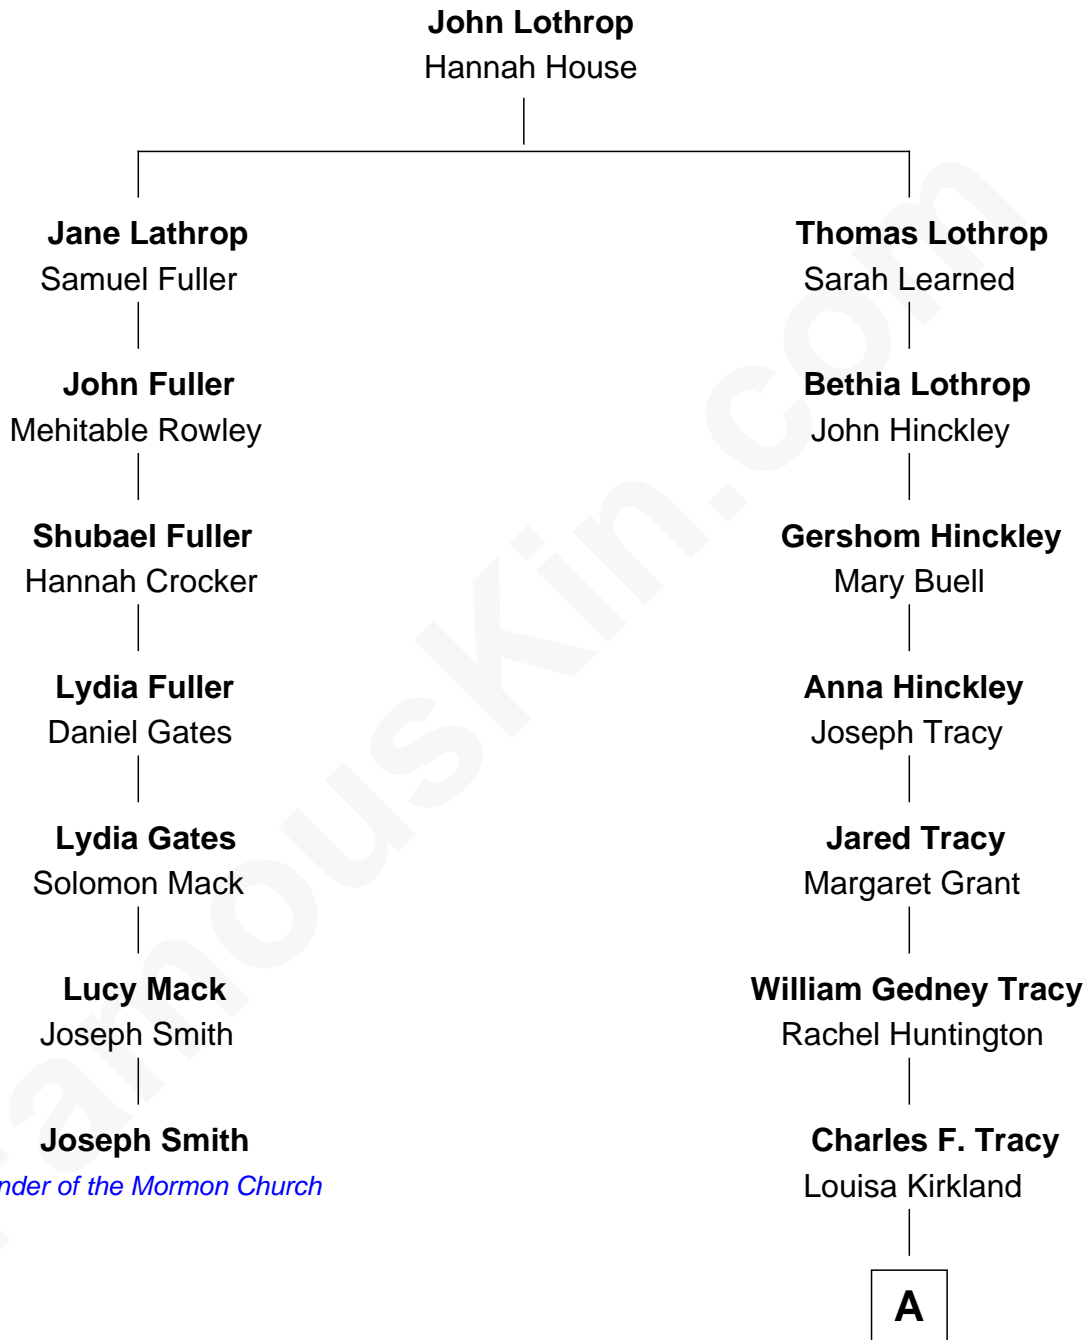 John Lothrop
Hannah House
Jane Lathrop
Samuel Fuller
John Fuller
Mehitable Rowley
Shubael Fuller
Hannah Crocker
Lydia Fuller
Daniel Gates
Lydia Gates
Solomon Mack
Lucy Mack
Joseph Smith
Joseph Smith
nder of the Mormon Church
Thomas Lothrop
Sarah Learned
Bethia Lothrop
John Hinckley
Gershom Hinckley
Mary Buell
Anna Hinckley
Joseph Tracy
Jared Tracy
Margaret Grant
William Gedney Tracy
Rachel Huntington
Charles F. Tracy
Louisa Kirkland
A
FamousKin.com